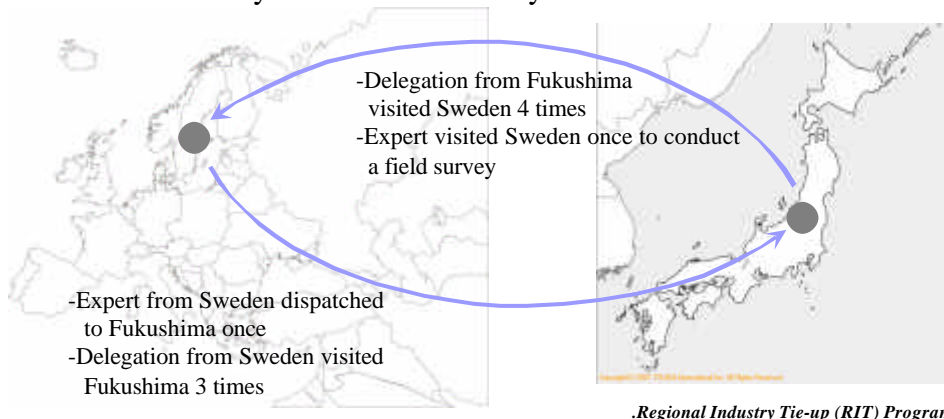 -Delegation from Fukushima
visited Sweden 4 times
-Expert visited Sweden once to conduct
a field survey
-Expert from Sweden dispatched
to Fukushima once
-Delegation from Sweden visited
Fukushima 3 times
.Regional Industry Tie-up (RIT)